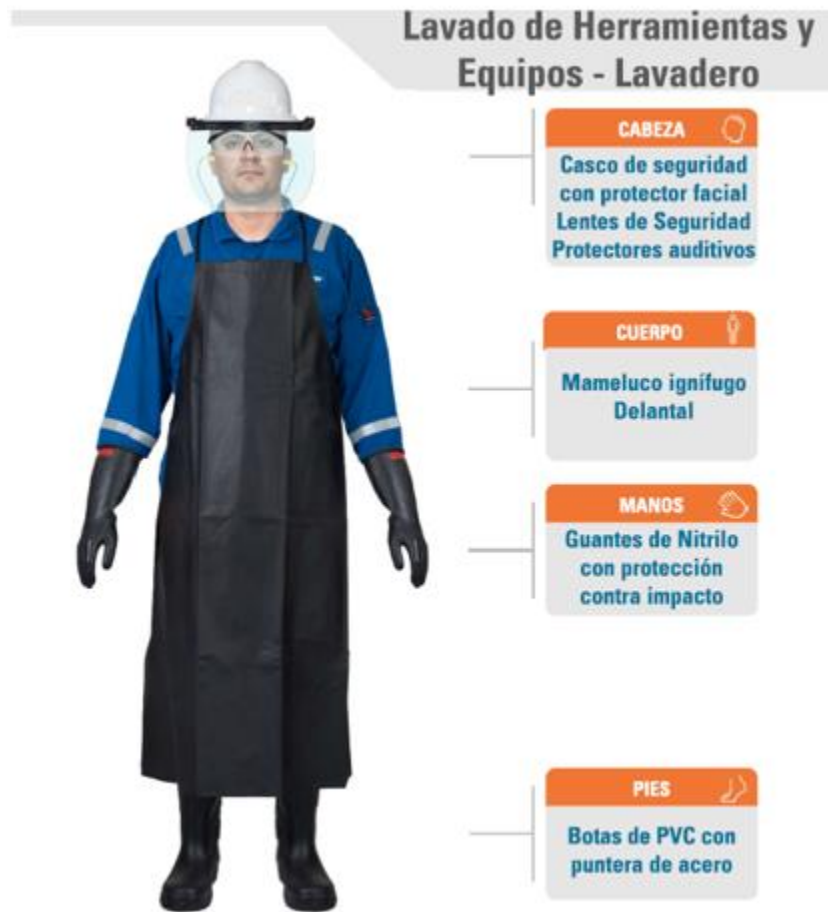 Lavado de Herramientas y
Equipos - Lavadero
CABEZA
Casco de seguridad
con protector facial
Lentes de Seguridad
Protectores auditivos
CUERPO
Mameluco ignífugo
Delantal
MANOS
Guantes de Nitrilo
con protección
contra impacto
PIES
Botas de PVC con
puntera de acero